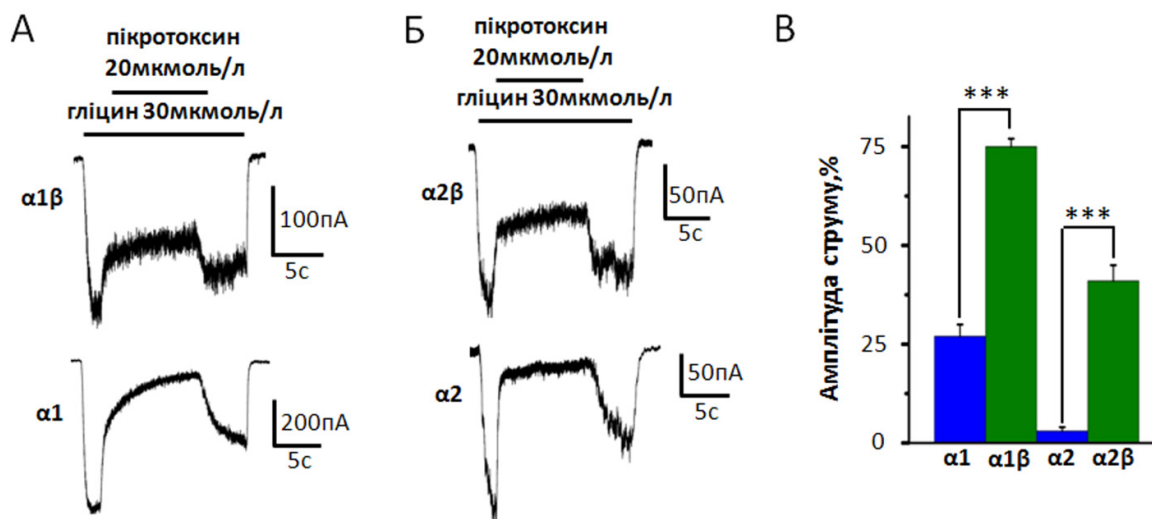 А
пікротоксин
20мкмоль/л
гліцин 30мкмоль/л
α1β
100пА
5с
α1
200пА
5с
Б
пікротоксин
20мкмоль/л
гліцин 30мкмоль/л
α2β
50пА
5с
α2
50пА
5с
В
Амплітуда струму,%
75
50
25
0
***
***
α1 α1β α2 α2β